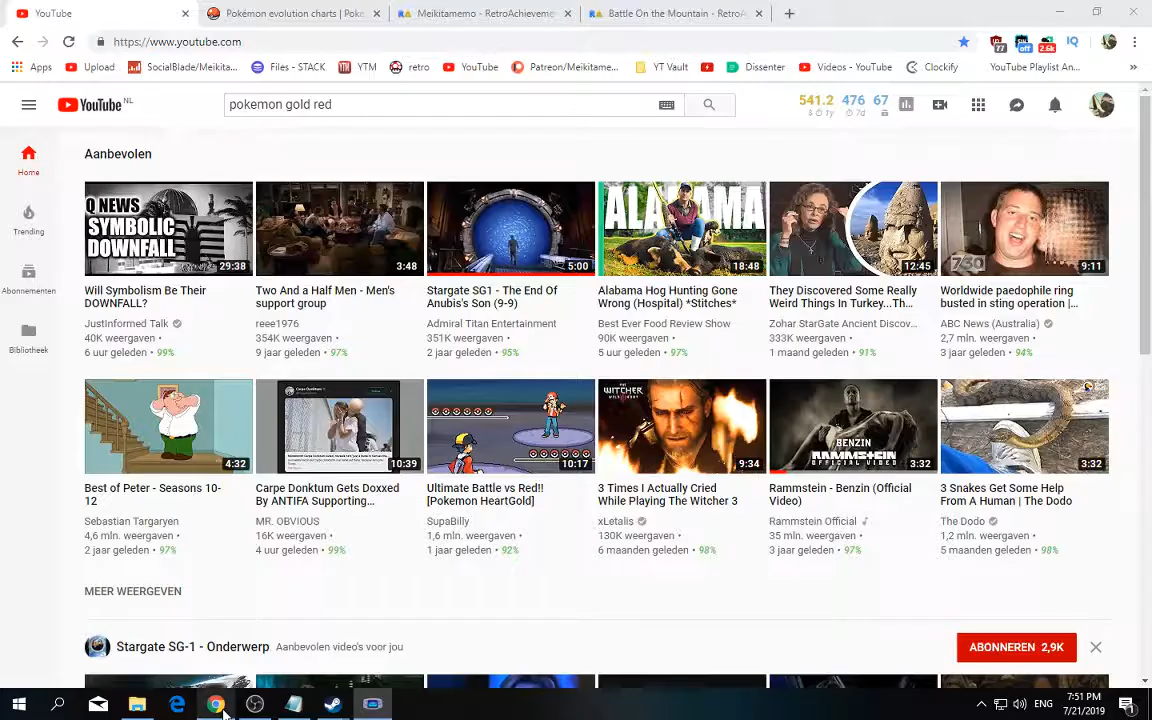 YouTube
Pokémon evolution charts | Poke
Meikitamemo - RetroAchieveme
Battle On the Mountain - RetroA
https://www.youtube.com
77
off
2.6k
IQ
Apps
Upload
SocialBlade/Meikita...
Files - STACK
YTM
retro
YouTube
Patreon/Meikitame...
YT Vault
Dissenter
Videos - YouTube
Clockify
YouTube Playlist An...
»
YouTube NL
pokemon gold red
541.2 476 67
1y 7d
Aanbevolen
Home
Trending
Abonnementen
Bibliotheek
Q NEWS
SYMBOLIC
DOWNFALL
29:38
3:48
5:00
ALABAMA
18:48
12:45
730
9:11
Will Symbolism Be Their
DOWNFALL?
JustInformed Talk
40K weergaven •
6 uur geleden • 99%
Two And a Half Men - Men's
support group
reee1976
354K weergaven •
9 jaar geleden • 97%
Stargate SG1 - The End Of
Anubis's Son (9-9)
Admiral Titan Entertainment
351K weergaven •
2 jaar geleden • 95%
Alabama Hog Hunting Gone
Wrong (Hospital) *Stitches*
Best Ever Food Review Show
90K weergaven •
5 uur geleden • 97%
They Discovered Some Really
Weird Things In Turkey...Th...
Zohar StarGate Ancient Discov...
333K weergaven •
1 maand geleden • 91%
Worldwide paedophile ring
busted in sting operation |...
ABC News (Australia)
2,7 mln. weergaven •
3 jaar geleden • 94%
4:32
10:39
10:17
THE
WITCHER
9:34
BENZIN
RAMMSTEIN
OFFICIAL VIDEO
3:32
3:32
Best of Peter - Seasons 10-
12
Sebastian Targaryen
4,6 mln. weergaven •
2 jaar geleden • 97%
Carpe Donktum Gets Doxxed
By ANTIFA Supporting...
MR. OBVIOUS
16K weergaven •
4 uur geleden • 99%
Ultimate Battle vs Red!!
[Pokemon HeartGold]
SupaBilly
1,6 mln. weergaven •
1 jaar geleden • 92%
3 Times I Actually Cried
While Playing The Witcher 3
xLetalis
130K weergaven •
6 maanden geleden • 98%
Rammstein - Benzin (Official
Video)
Rammstein Official
35 mln. weergaven •
3 jaar geleden • 97%
3 Snakes Get Some Help
From A Human | The Dodo
The Dodo
1,2 mln. weergaven •
5 maanden geleden • 98%
MEER WEERGEVEN
Stargate SG-1 - Onderwerp
Aanbevolen video's voor jou
ABONNEREN 2,9K
ENG
7:51 PM
7/21/2019
1